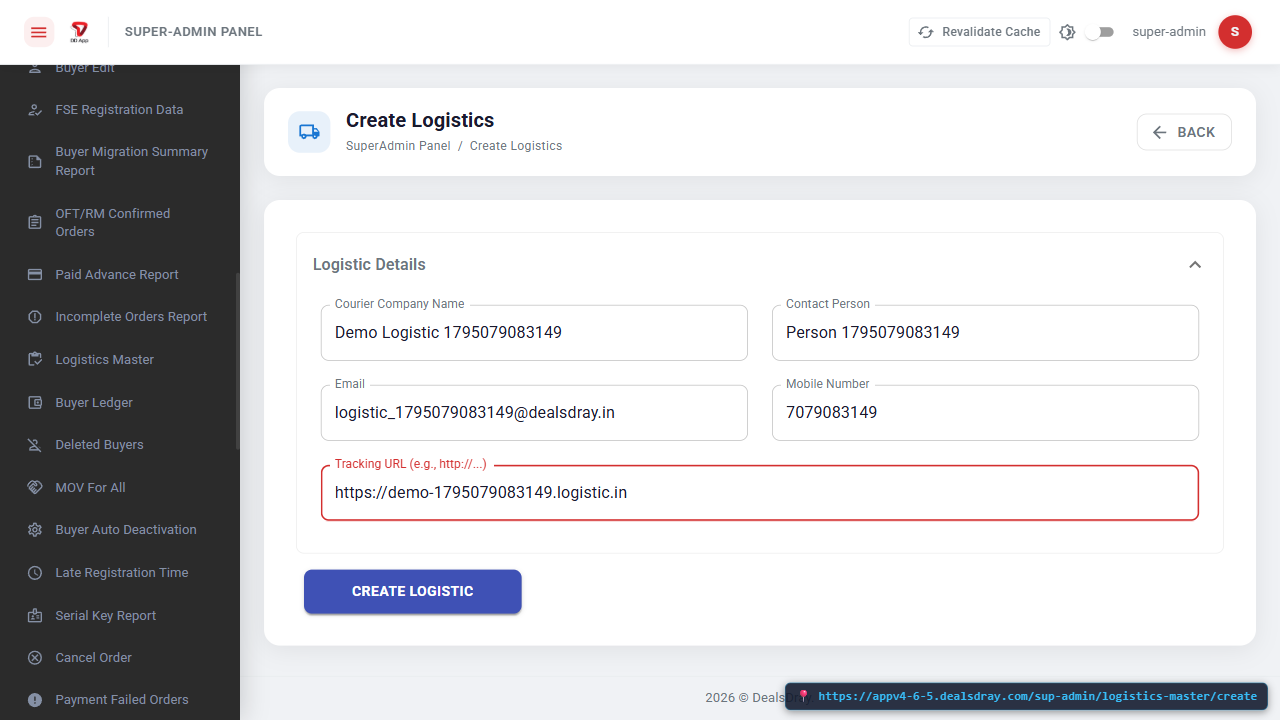 DD App
SUPER-ADMIN PANEL
Revalidate Cache
super-admin
S
Buyer Edit
FSE Registration Data
Buyer Migration Summary
Report
OFT/RM Confirmed
Orders
Paid Advance Report
Incomplete Orders Report
Logistics Master
Buyer Ledger
Deleted Buyers
MOV For All
Buyer Auto Deactivation
Late Registration Time
Serial Key Report
Cancel Order
Payment Failed Orders
Create Logistics
SuperAdmin Panel / Create Logistics
BACK
Logistic Details
Courier Company Name
Demo Logistic 1795079083149
Contact Person
Person 1795079083149
Email
logistic_1795079083149@dealsdray.in
Mobile Number
7079083149
Tracking URL (e.g., http://...)
https://demo-1795079083149.logistic.in
CREATE LOGISTIC
2026 © DealsDray
https://appv4-6-5.dealsdray.com/sup-admin/logistics-master/create